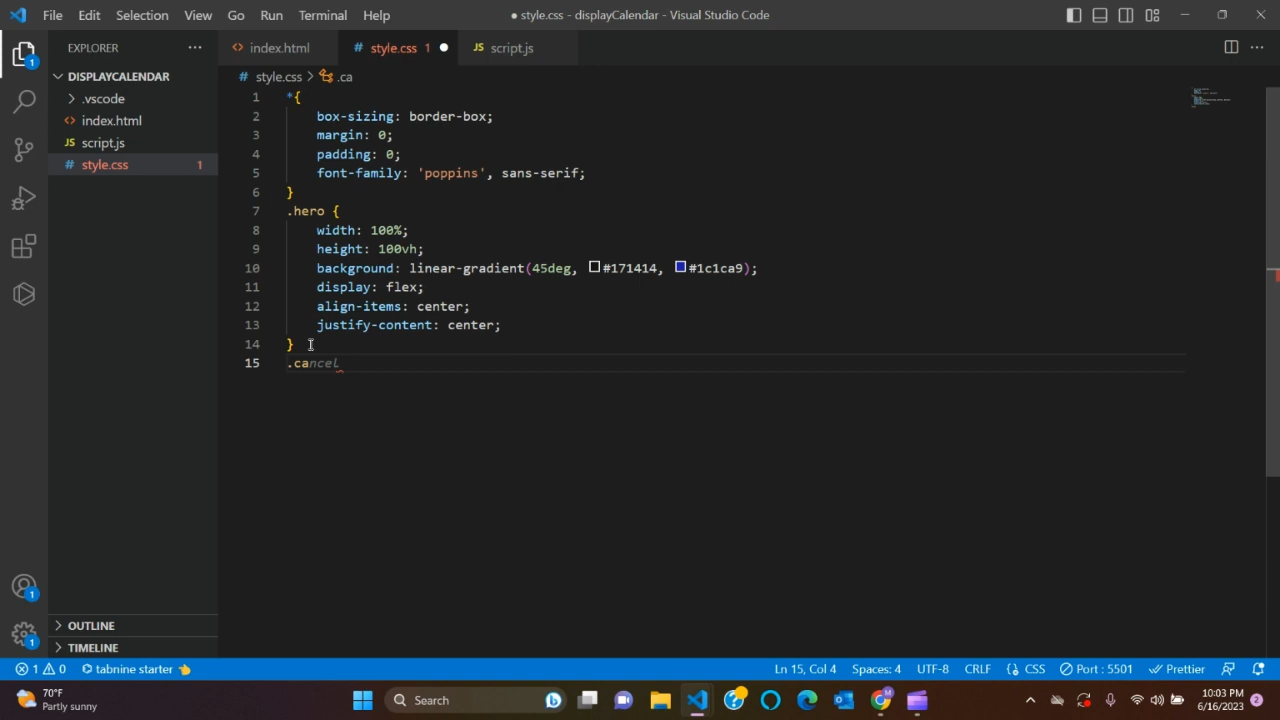 File Edit Selection View Go Run Terminal Help
● style.css - displayCalendar - Visual Studio Code
EXPLORER
index.html
style.css 1
script.js
DISPLAYCALENDAR
.vscode
index.html
script.js
style.css 1
style.css > .ca
1 *{
2 box-sizing: border-box;
3 margin: 0;
4 padding: 0;
5 font-family: 'poppins', sans-serif;
6 }
7 .hero {
8 width: 100%;
9 height: 100vh;
10 background: linear-gradient(45deg, #171414, #1c1ca9);
11 display: flex;
12 align-items: center;
13 justify-content: center;
14 }
15 .cancel
1
1
1
OUTLINE
TIMELINE
1 0 tabnine starter 👈
Ln 15, Col 4 Spaces: 4 UTF-8 CRLF {} CSS Port : 5501 Prettier
70°F
Partly sunny
Search
10:03 PM
6/16/2023
2